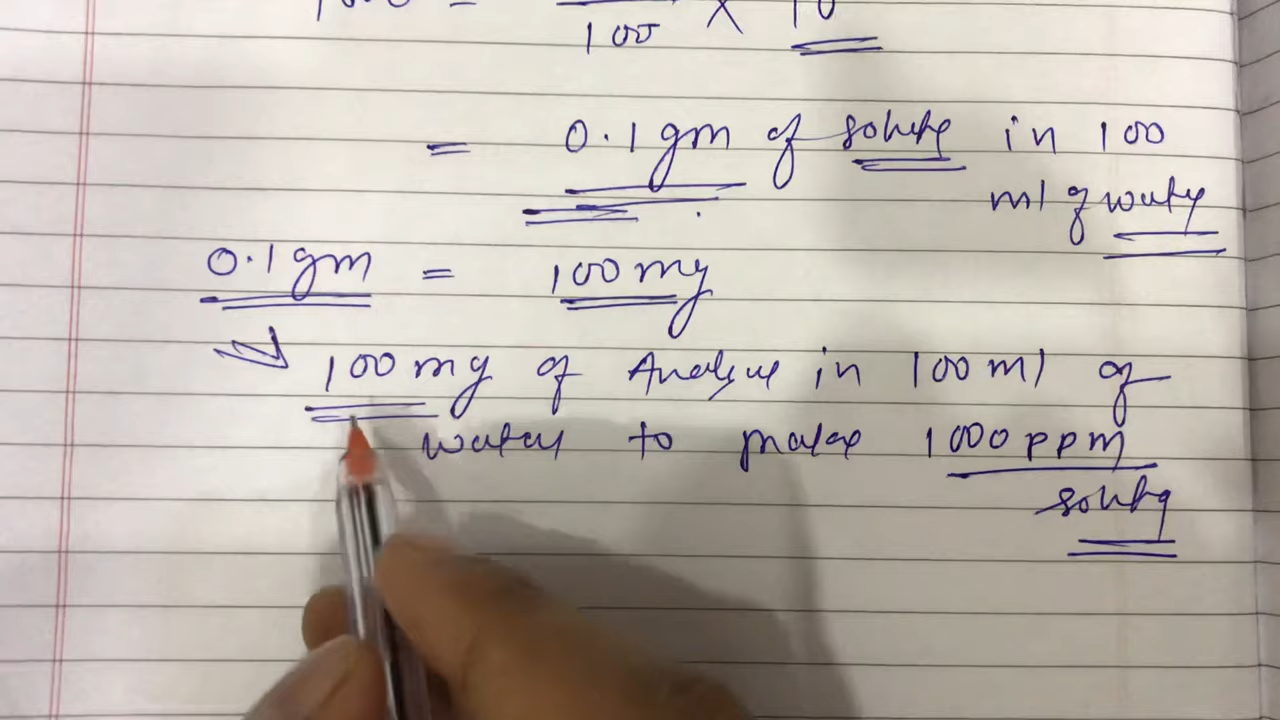 1000 = 100 × 10
= 0.1 gm of solute in 100
ml of water
0.1 gm = 100 mg
100 mg of Analyte in 100 ml of
water to make 1000 ppm